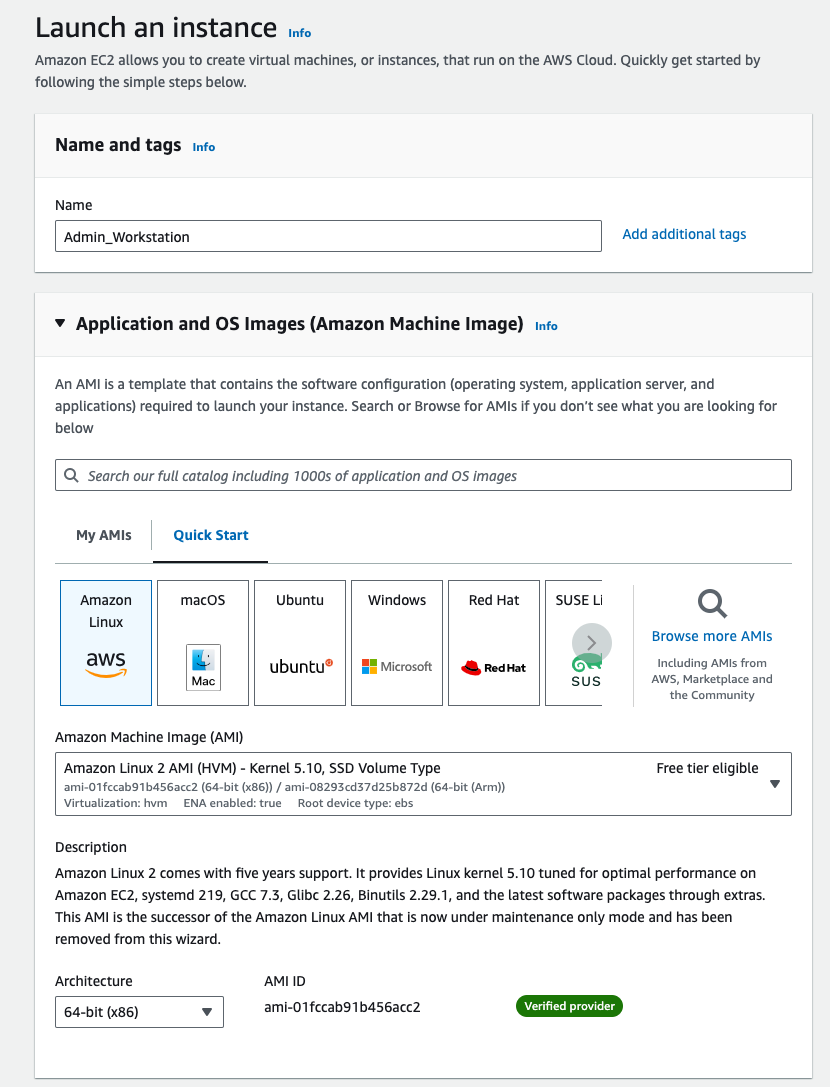 Launch an instance Info
Amazon EC2 allows you to create virtual machines, or instances, that run on the AWS Cloud. Quickly get started by
following the simple steps below.
Name and tags Info
Name
Admin_Workstation
Add additional tags
Application and OS Images (Amazon Machine Image) Info
An AMI is a template that contains the software configuration (operating system, application server, and
applications) required to launch your instance. Search or Browse for AMIs if you don’t see what you are looking for
below
Search our full catalog including 1000s of application and OS images
My AMIs
Quick Start
Amazon
Linux
aws
macOS
Mac
Ubuntu
ubuntu
Windows
Microsoft
Red Hat
Red Hat
SUSE Li
SUS
Browse more AMIs
Including AMIs from
AWS, Marketplace and
the Community
Amazon Machine Image (AMI)
Amazon Linux 2 AMI (HVM) - Kernel 5.10, SSD Volume Type Free tier eligible
ami-01fccab91b456acc2 (64-bit (x86)) / ami-08293cd37d25b872d (64-bit (Arm))
Virtualization: hvm ENA enabled: true Root device type: ebs
Description
Amazon Linux 2 comes with five years support. It provides Linux kernel 5.10 tuned for optimal performance on
Amazon EC2, systemd 219, GCC 7.3, Glibc 2.26, Binutils 2.29.1, and the latest software packages through extras.
This AMI is the successor of the Amazon Linux AMI that is now under maintenance only mode and has been
removed from this wizard.
Architecture
64-bit (x86)
AMI ID
ami-01fccab91b456acc2
Verified provider